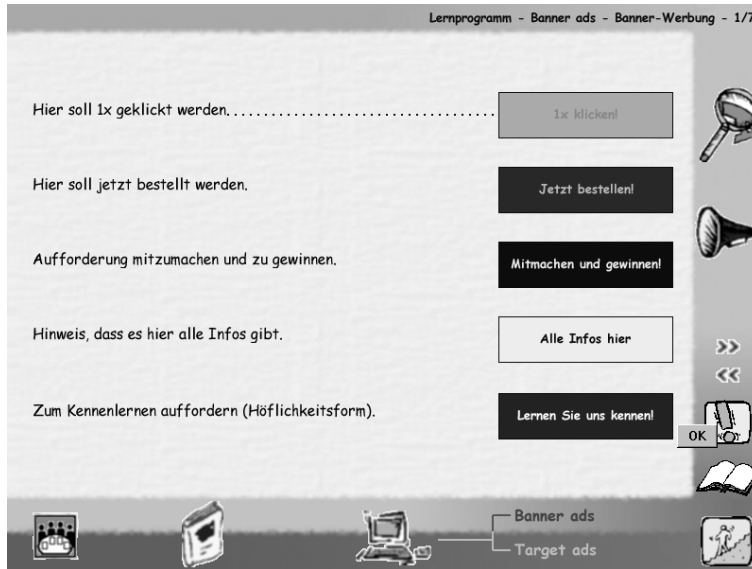 Lernprogramm - Banner ads - Banner-Werbung - 1/7
Hier soll 1x geklickt werden. 1x klicken!
Hier soll jetzt bestellt werden. Jetzt bestellen!
Aufforderung mitzumachen und zu gewinnen. Mitmachen und gewinnen!
Hinweis, dass es hier alle Infos gibt. Alle Infos hier
Zum Kennenlernen auffordern (Höflichkeitsform). Lernen Sie uns kennen!
OK
Banner ads
Target ads